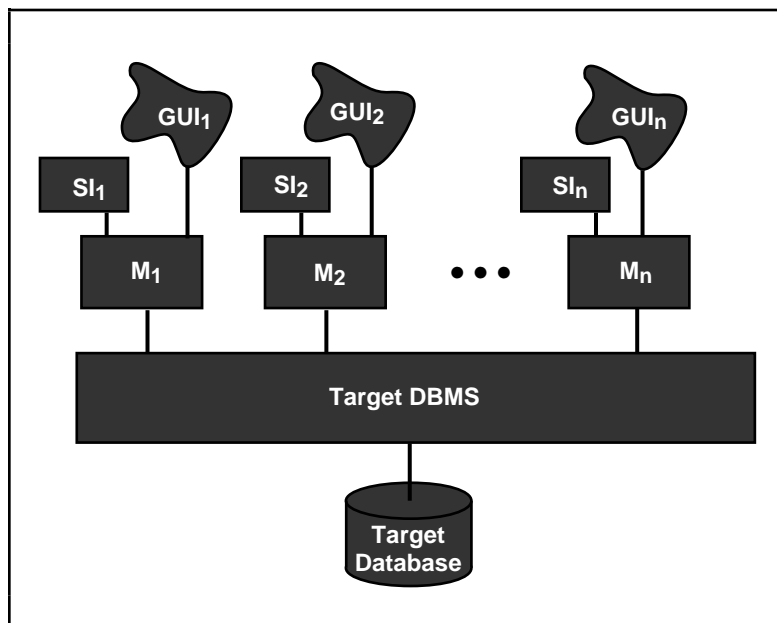 GUI₁
GUI₂
GUIₙ
SI₁
SI₂
SIₙ
M₁
M₂
• • •
Mₙ
Target DBMS
Target
Database